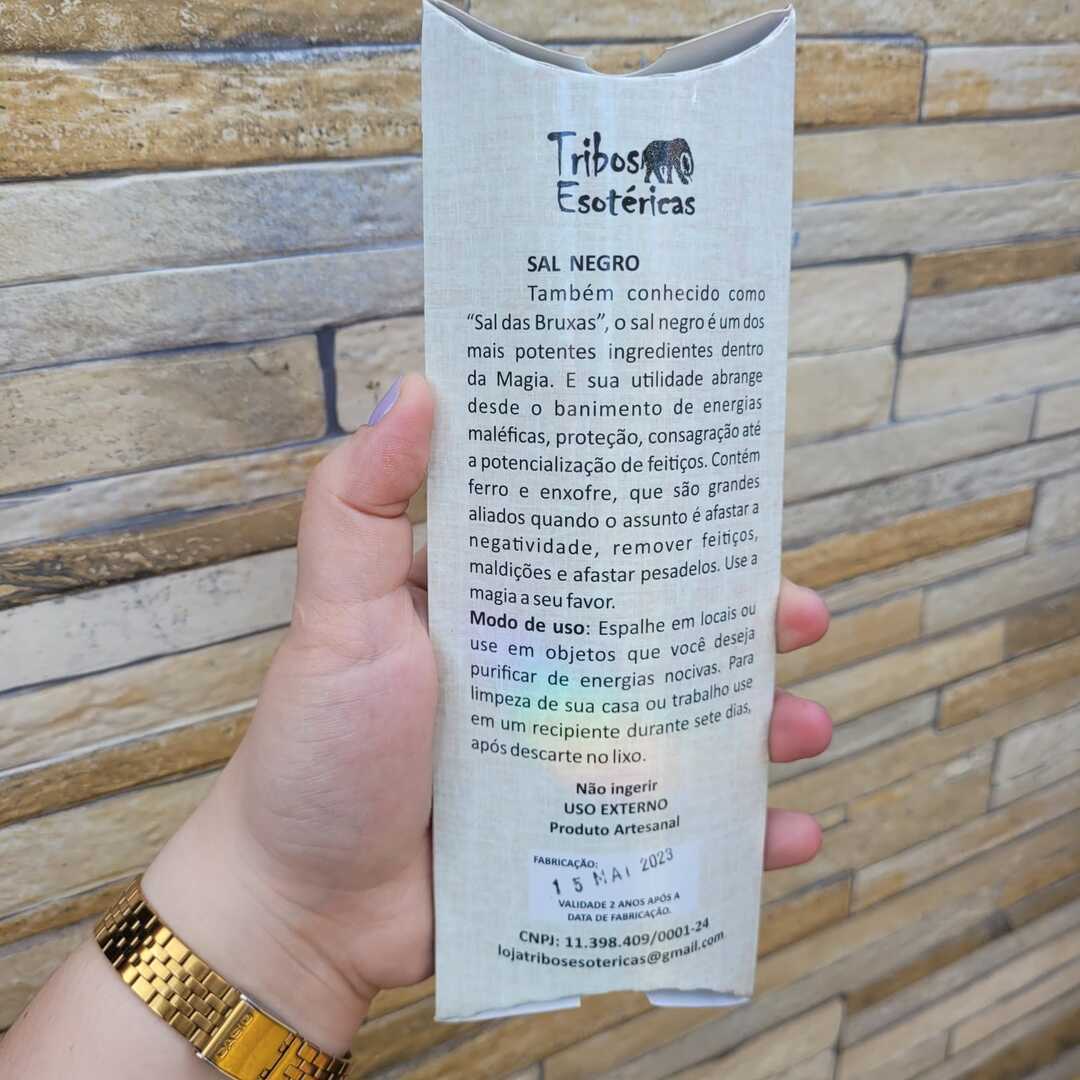 Tribos
Esotéricas
SAL NEGRO
Também conhecido como
“Sal das Bruxas”, o sal negro é um dos
mais potentes ingredientes dentro
da Magia. E sua utilidade abrange
desde o banimento de energias
maléficas, proteção, consagração até
a potencialização de feitiços. Contém
ferro e enxofre, que são grandes
aliados quando o assunto é afastar a
negatividade, remover feitiços,
maldições e afastar pesadelos. Use a
magia a seu favor.
Modo de uso: Espalhe em locais ou
use em objetos que você deseja
purificar de energias nocivas. Para
limpeza de sua casa ou trabalho use
em um recipiente durante sete dias,
após descarte no lixo.
Não ingerir
USO EXTERNO
Produto Artesanal
FABRICAÇÃO:
15 MAI 2023
VALIDADE 2 ANOS APÓS A
DATA DE FABRICAÇÃO.
CNPJ: 11.398.409/0001-24
lojatribosesotericas@gmail.com
CASIO